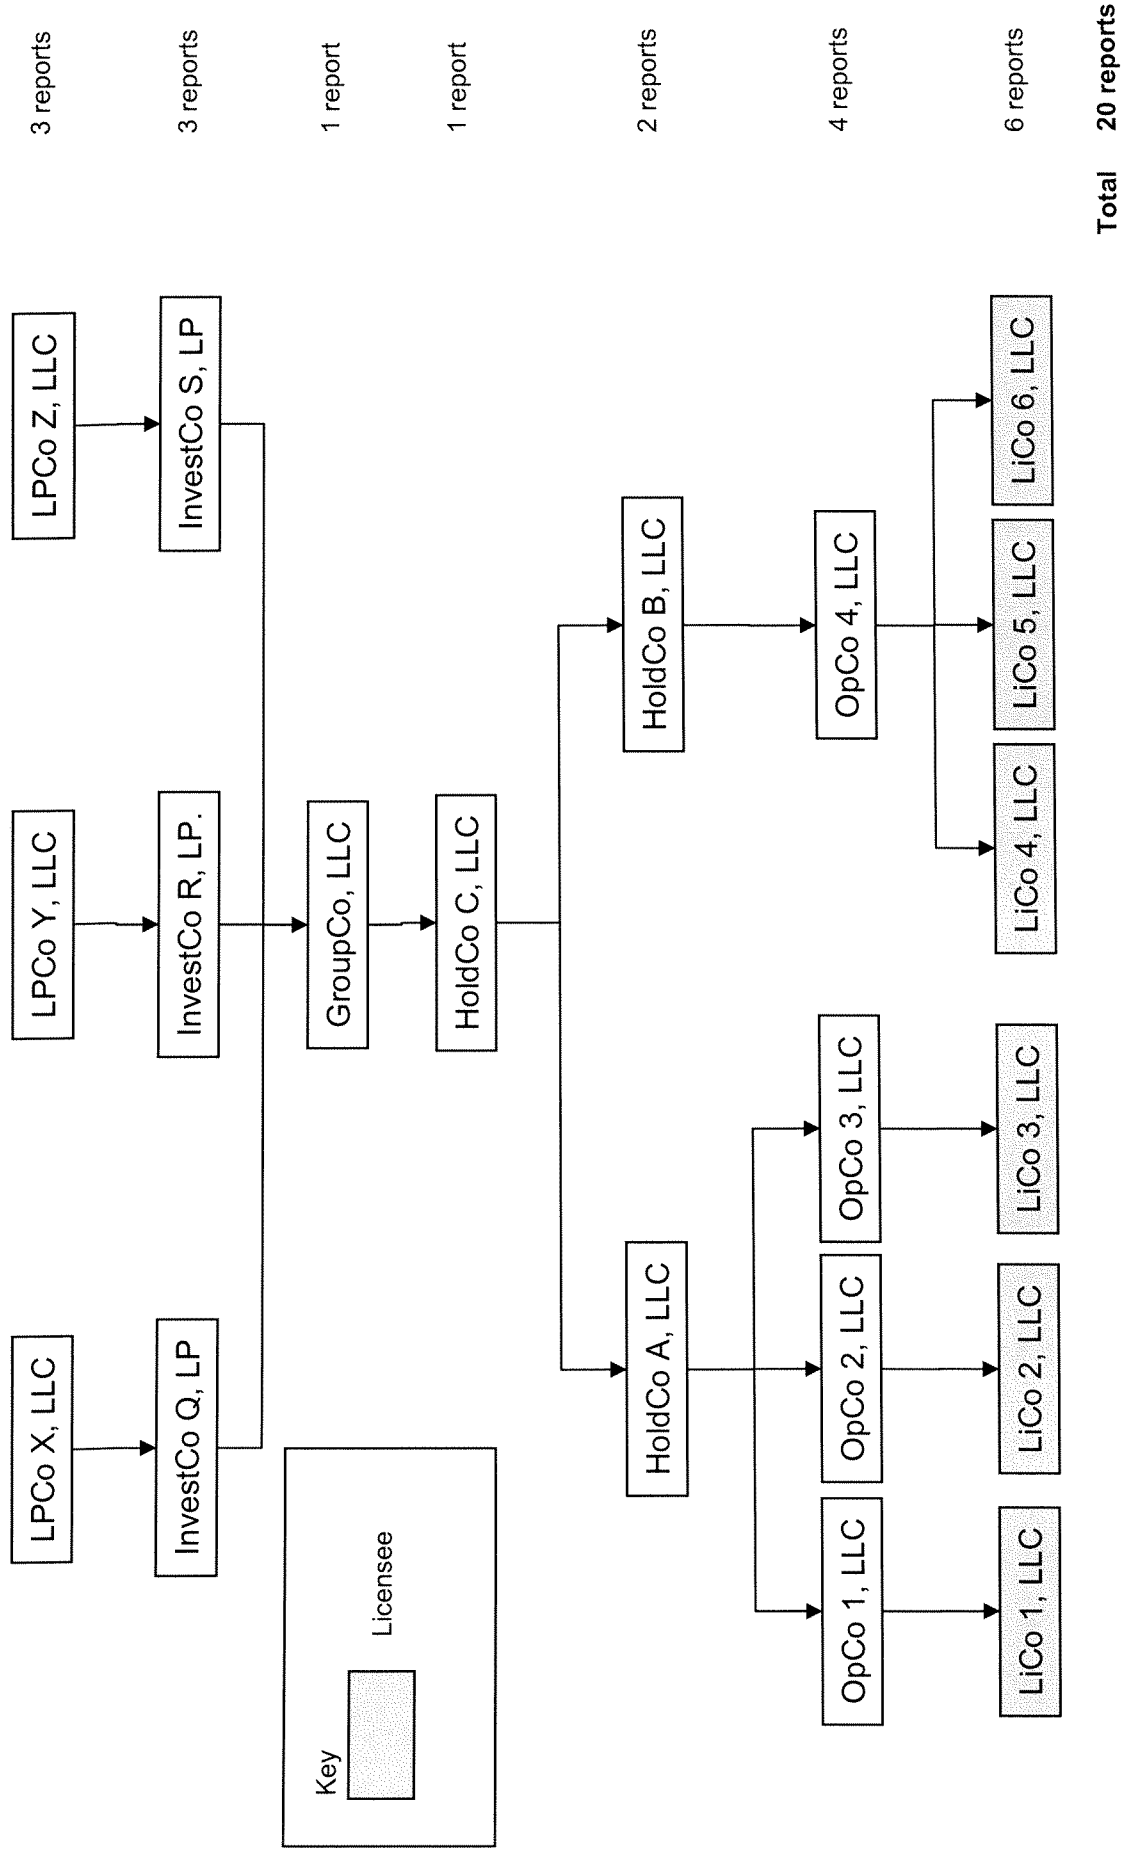 LPCo X, LLC
LPCo Y, LLC
LPCo Z, LLC
3 reports
InvestCo Q, LP
InvestCo R, LP.
InvestCo S, LP
3 reports
Key
Licensee
GroupCo, LLC
1 report
HoldCo C, LLC
1 report
HoldCo A, LLC
HoldCo B, LLC
2 reports
OpCo 1, LLC
OpCo 2, LLC
OpCo 3, LLC
OpCo 4, LLC
4 reports
LiCo 1, LLC
LiCo 2, LLC
LiCo 3, LLC
LiCo 4, LLC
LiCo 5, LLC
LiCo 6, LLC
6 reports
Total 20 reports